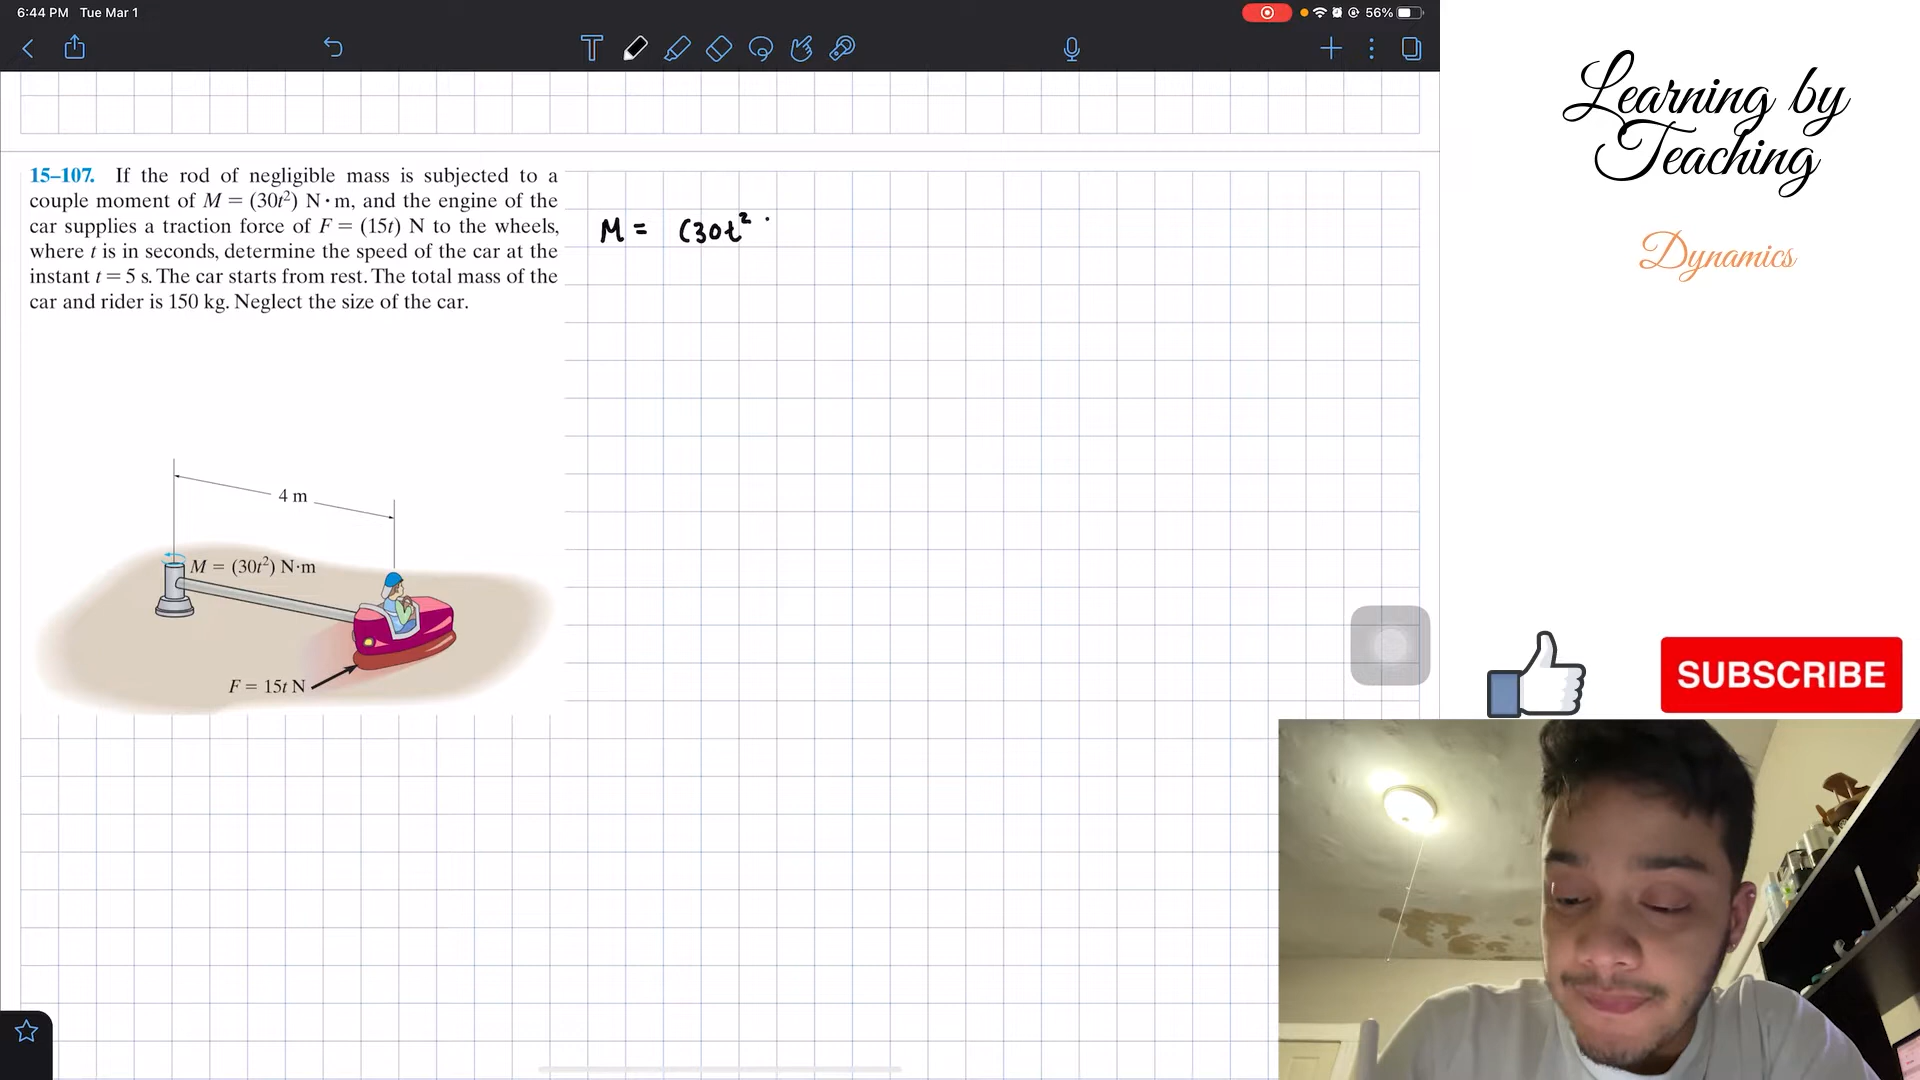 6:44 PM Tue Mar 1
56%
Learning by
Teaching
Dynamics
15–107. If the rod of negligible mass is subjected to a
couple moment of M = (30t²) N·m, and the engine of the
car supplies a traction force of F = (15t) N to the wheels,
where t is in seconds, determine the speed of the car at the
instant t = 5 s. The car starts from rest. The total mass of the
car and rider is 150 kg. Neglect the size of the car.
M = (30t²
4 m
M = (30t²) N·m
F = 15t N
SUBSCRIBE